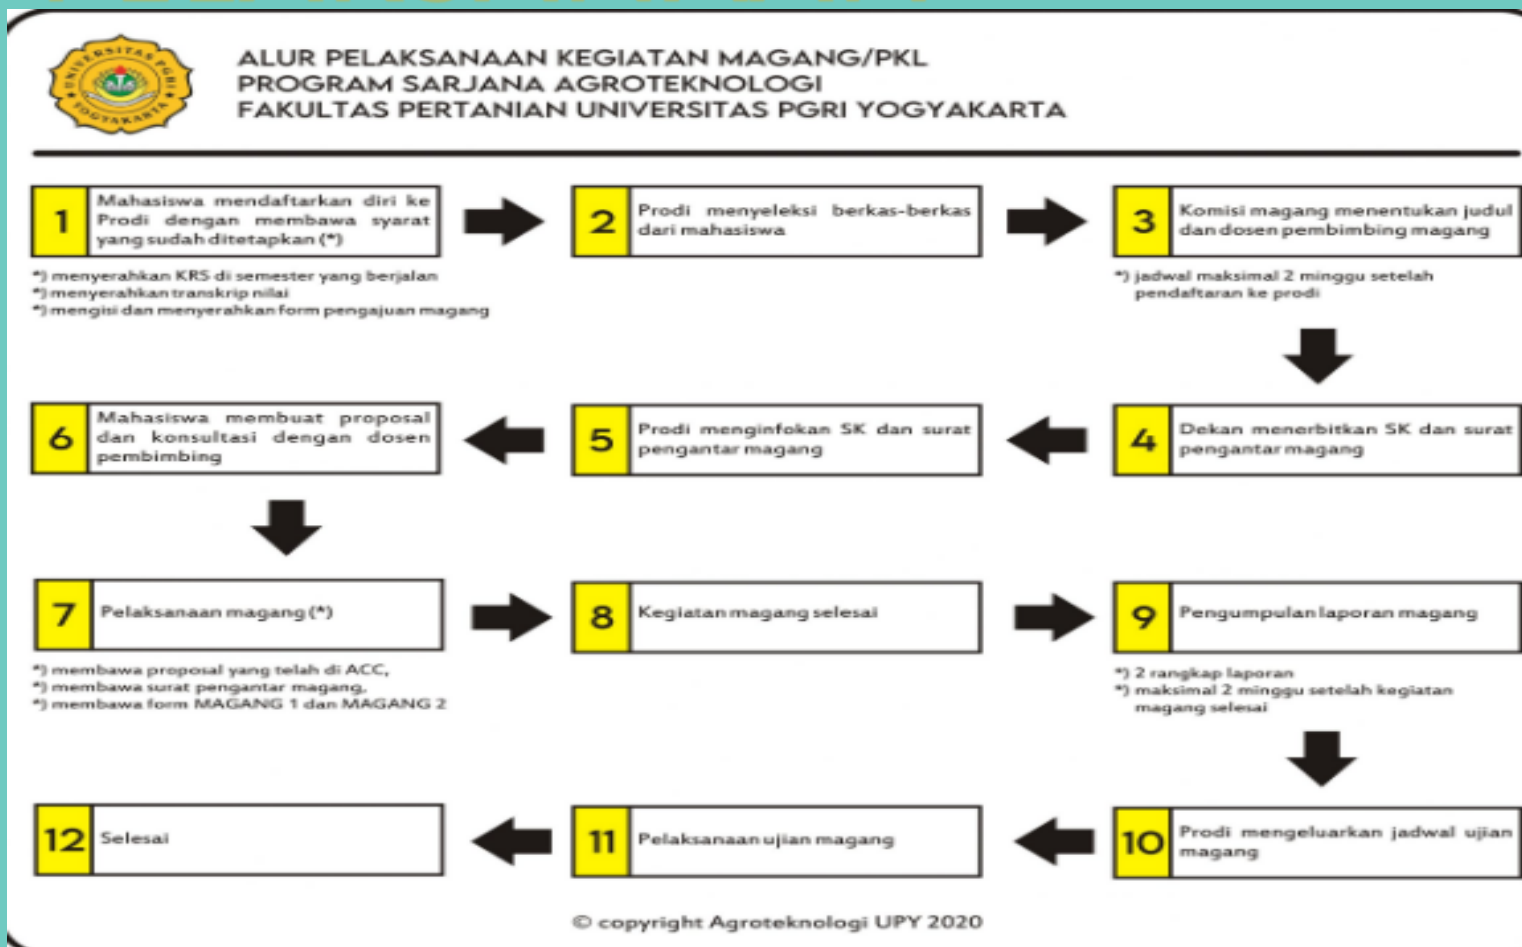 UNIVERSITAS PGRI
YOGYAKARTA
ALUR PELAKSANAAN KEGIATAN MAGANG/PKL
PROGRAM SARJANA AGROTEKNOLOGI
FAKULTAS PERTANIAN UNIVERSITAS PGRI YOGYAKARTA
1
Mahasiswa mendaftarkan diri ke
Prodi dengan membawa syarat
yang sudah ditetapkan (*)
*) menyerahkan KRS di semester yang berjalan
*) menyerahkan transkrip nilai
*) mengisi dan menyerahkan form pengajuan magang
2
Prodi menyeleksi berkas-berkas
dari mahasiswa
3
Komisi magang menentukan judul
dan dosen pembimbing magang
*) jadwal maksimal 2 minggu setelah
pendaftaran ke prodi
4
Dekan menerbitkan SK dan surat
pengantar magang
5
Prodi menginfokan SK dan surat
pengantar magang
6
Mahasiswa membuat proposal
dan konsultasi dengan dosen
pembimbing
7
Pelaksanaan magang (*)
*) membawa proposal yang telah di ACC,
*) membawa surat pengantar magang,
*) membawa form MAGANG 1 dan MAGANG 2
8
Kegiatan magang selesai
9
Pengumpulan laporan magang
*) 2 rangkap laporan
*) maksimal 2 minggu setelah kegiatan
magang selesai
10
Prodi mengeluarkan jadwal ujian
magang
11
Pelaksanaan ujian magang
12
Selesai
© copyright Agroteknologi UPY 2020